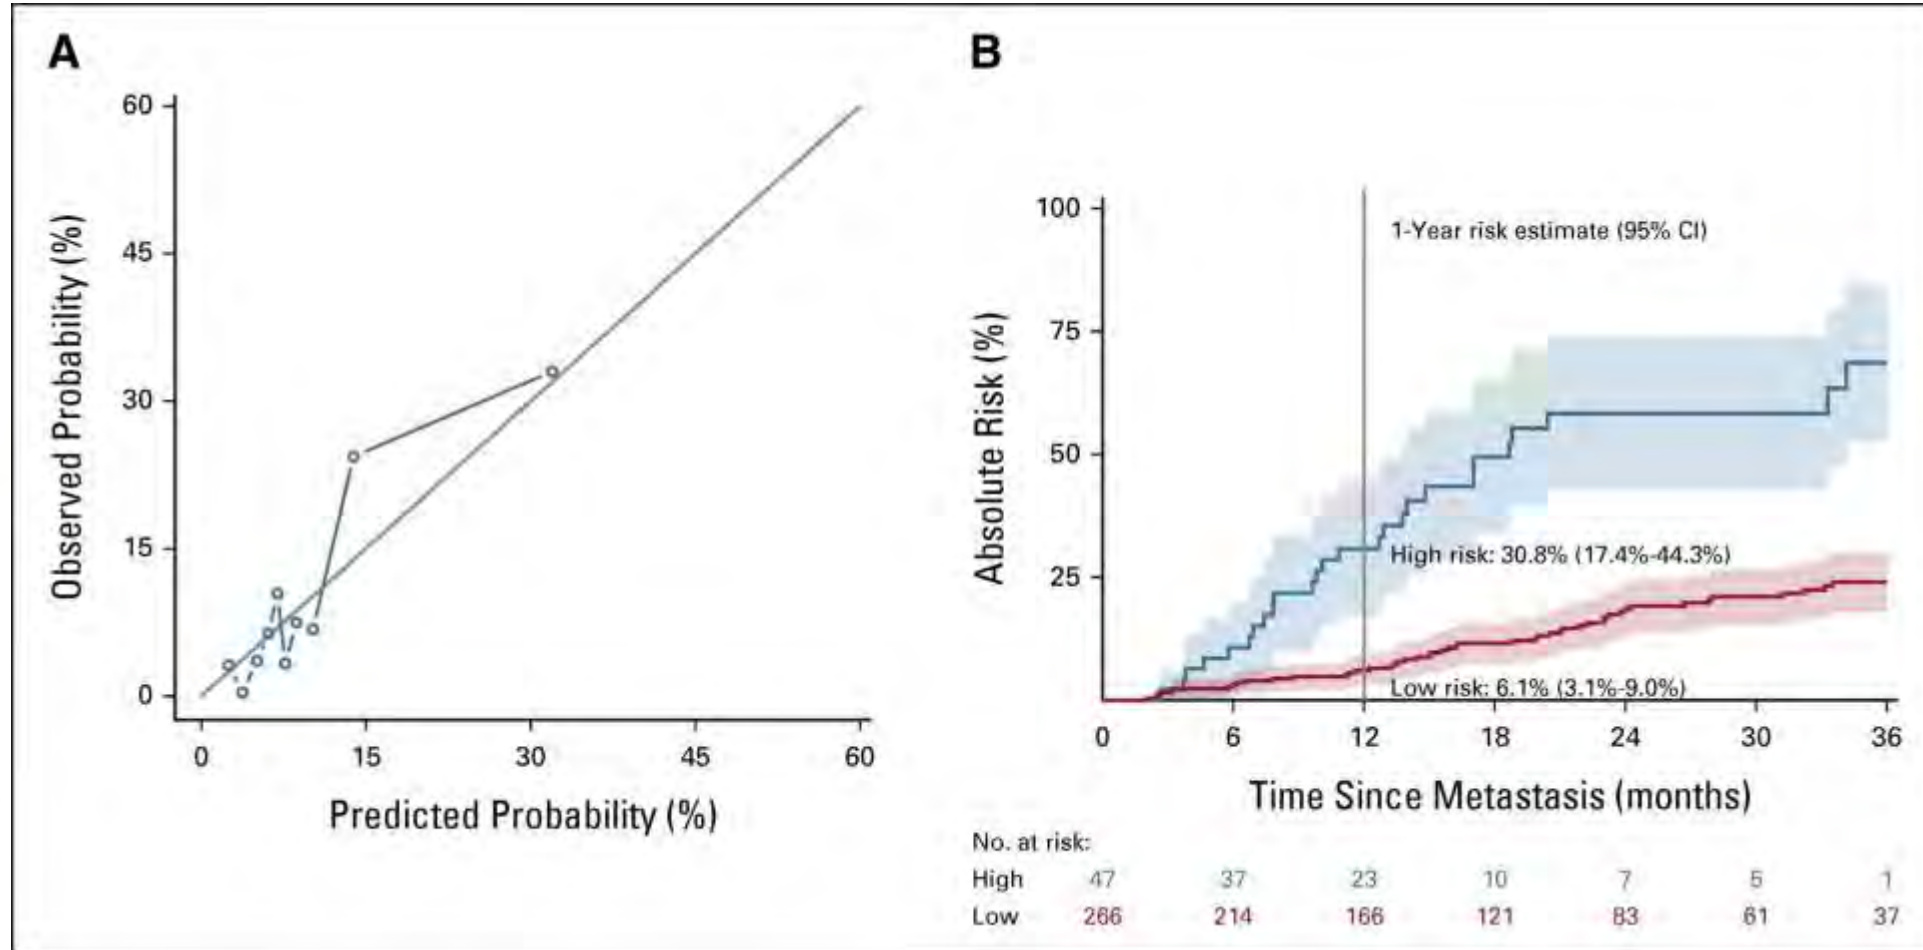 A
60
45
30
15
0
Observed Probability (%)
0 15 30 45 60
Predicted Probability (%)
B
100
75
50
25
Absolute Risk (%)
1-Year risk estimate (95% CI)
High risk: 30.8% (17.4%-44.3%)
Low risk: 6.1% (3.1%-9.0%)
0 6 12 18 24 30 36
Time Since Metastasis (months)
No. at risk:
High 47 37 23 10 7 5 1
Low 266 214 166 121 83 61 37